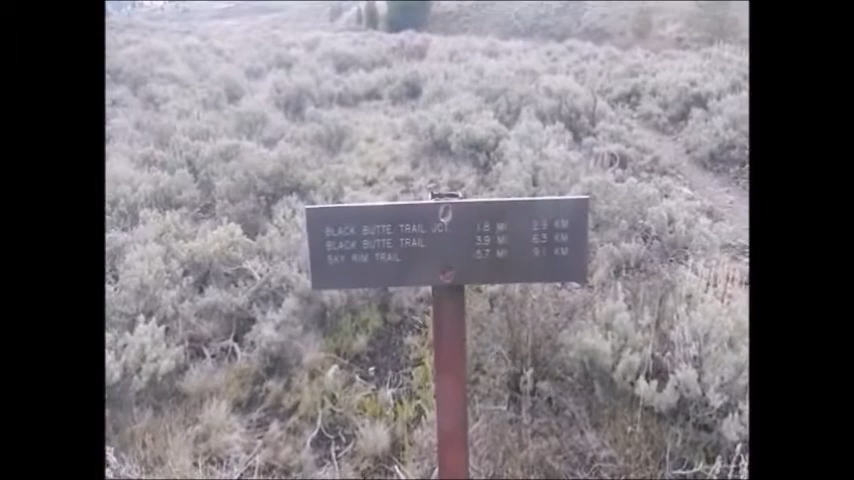 BLACK BUTTE TRAIL JCT. 1.8 MI 2.9 KM
BLACK BUTTE TRAIL 3.9 MI 6.3 KM
SKY RIM TRAIL 5.7 MI 9.1 KM